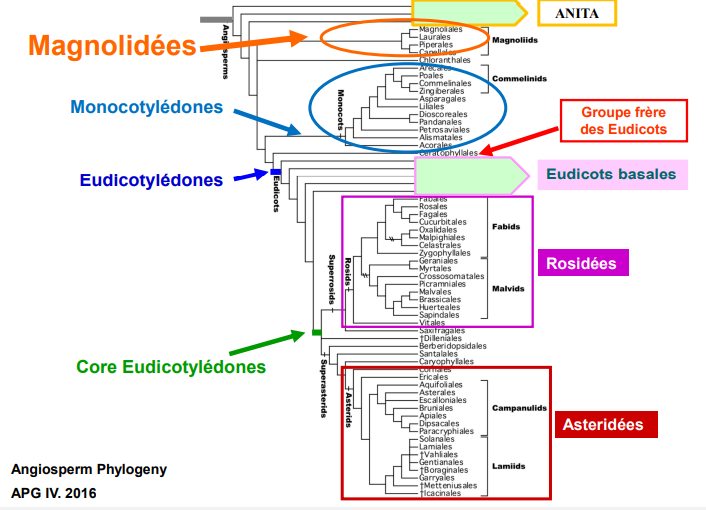 ANITA
Angiosperms
Magnolidées
Magnoliales
Laurales
Piperales
Canellales
Magnoliids
Chloranthales
Monocotylédones
Monocots
Arecales
Poales
Commelinales
Zingiberales
Commelinids
Asparagales
Liliales
Dioscoreales
Pandanales
Petrosaviales
Alismatales
Acorales
Ceratophyllales
Groupe frère
des Eudicots
Eudicotylédones
Eudicots
Eudicots basales
Fabales
Rosales
Fagales
Cucurbitales
Oxalidales
Malpighiales
Celastrales
Zygophyllales
Fabids
Rosidées
Superrosids
Rosids
Geraniales
Myrtales
Crossosomatales
Picramniales
Malvales
Brassicales
Huerteales
Sapindales
Malvids
Vitales
Saxifragales
†Dilleniales
Berberidopsidales
Santalales
Caryophyllales
Core Eudicotylédones
Superasterids
Asterids
Cornales
Ericales
Aquifoliales
Asterales
Escalloniales
Bruniales
Apiales
Dipsacales
Paracryphiales
Campanulids
Asteridées
Solanales
Lamiales
†Vahliales
Gentianales
†Boraginales
Garryales
†Metteniusales
†Icacinales
Lamiids
Angiosperm Phylogeny
APG IV. 2016